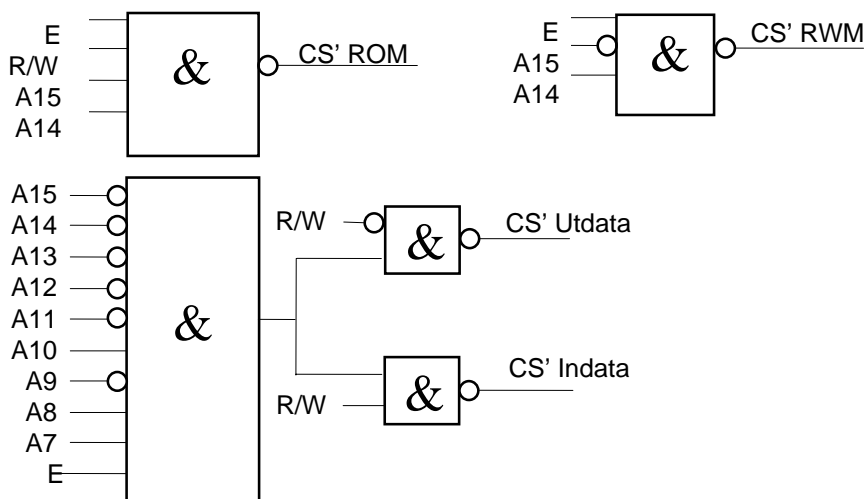 E
R/W
A15
A14
&
CS' ROM
E
A15
A14
&
CS' RWM
A15
A14
A13
A12
A11
A10
A9
A8
A7
E
&
R/W
&
CS' Utdata
R/W
&
CS' Indata